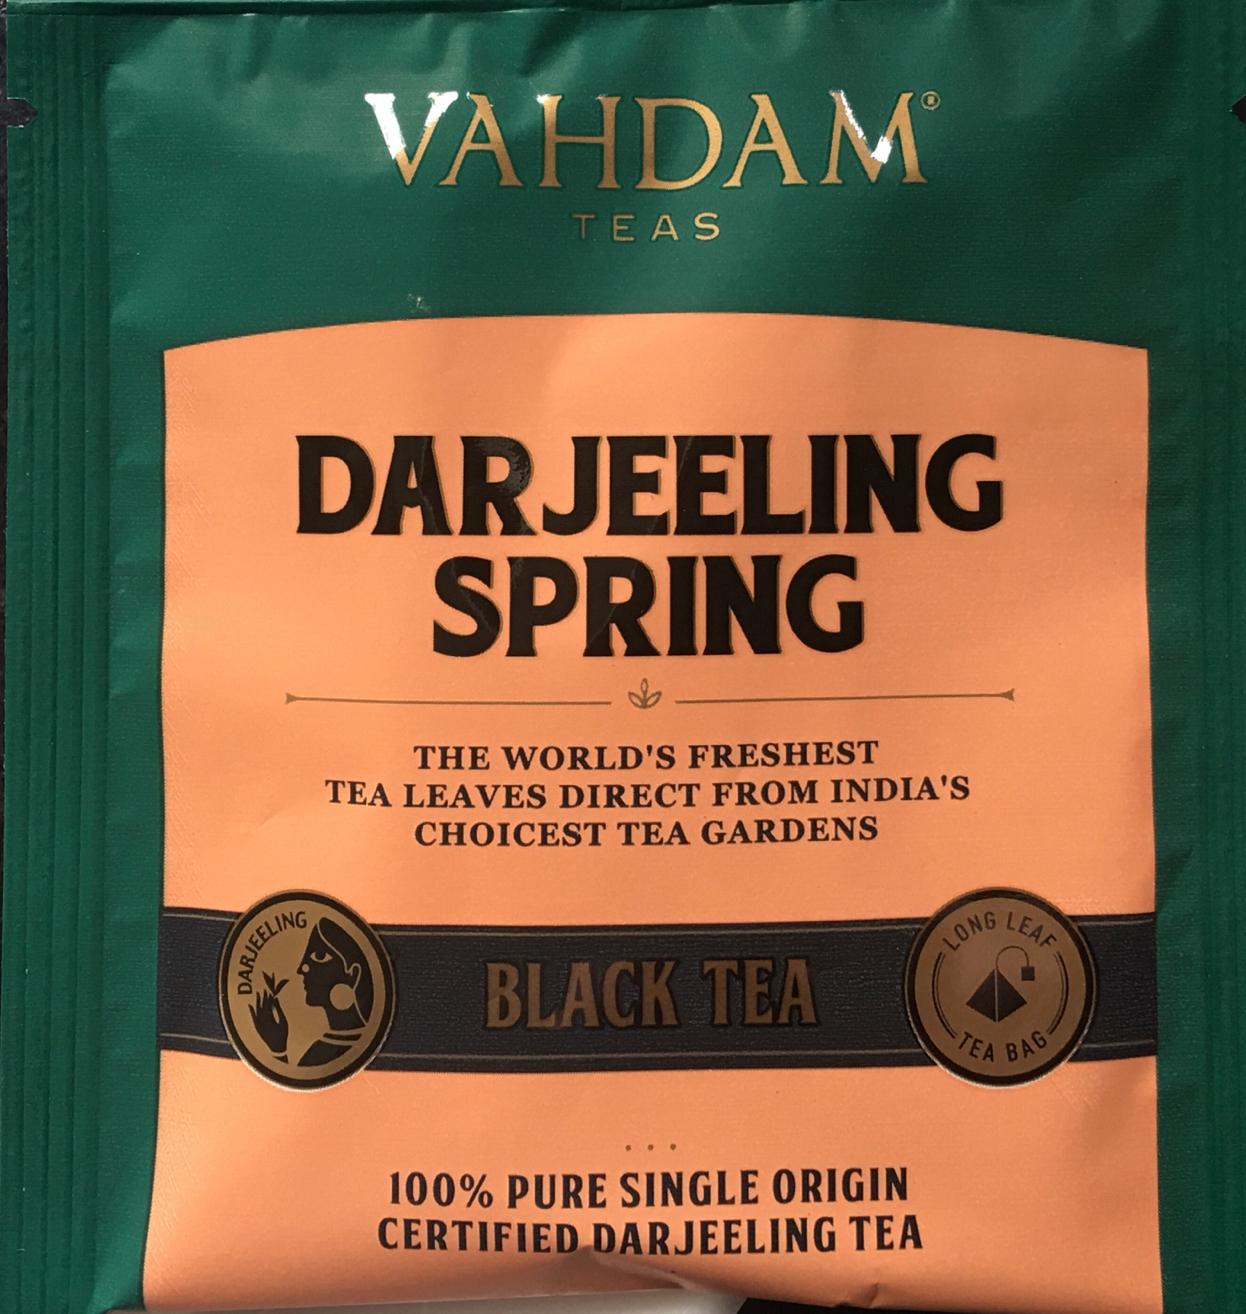 VAHDAM®
TEAS
DARJEELING
SPRING
THE WORLD'S FRESHEST
TEA LEAVES DIRECT FROM INDIA'S
CHOICEST TEA GARDENS
DARJEELING
BLACK TEA
LONG LEAF
TEA BAG
100% PURE SINGLE ORIGIN
CERTIFIED DARJEELING TEA